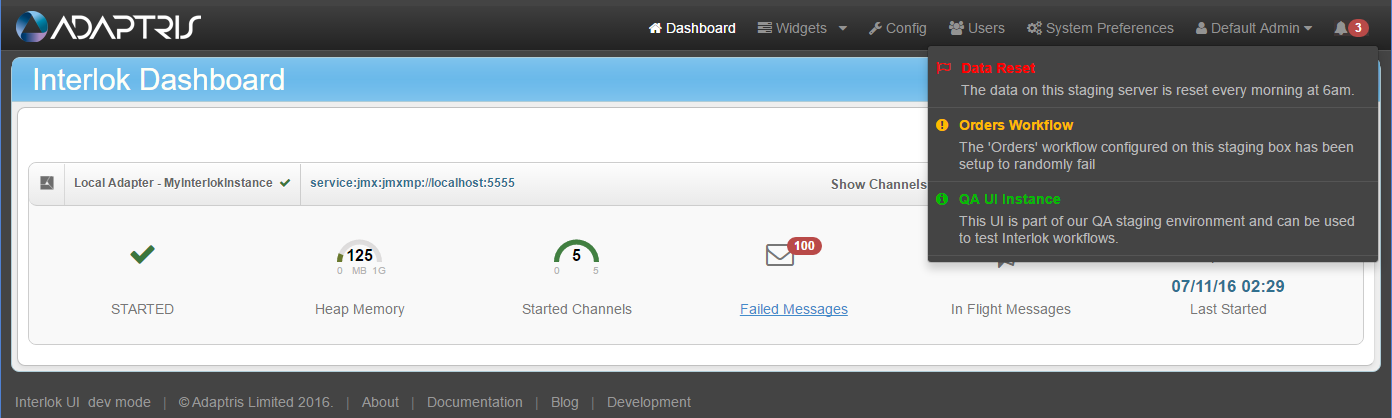 ADAPTRIS
Dashboard Widgets Config Users System Preferences Default Admin 3
Interlok Dashboard
Data Reset
The data on this staging server is reset every morning at 6am.
Orders Workflow
The 'Orders' workflow configured on this staging box has been
setup to randomly fail
QA UI Instance
This UI is part of our QA staging environment and can be used
to test Interlok workflows.
Local Adapter - MyInterlokInstance service:jmx:jmxmp://localhost:5555 Show Channels
125 5 100
0 MB 1G 0 5
07/11/16 02:29
STARTED Heap Memory Started Channels Failed Messages In Flight Messages Last Started
Interlok UI dev mode | © Adaptris Limited 2016. | About | Documentation | Blog | Development